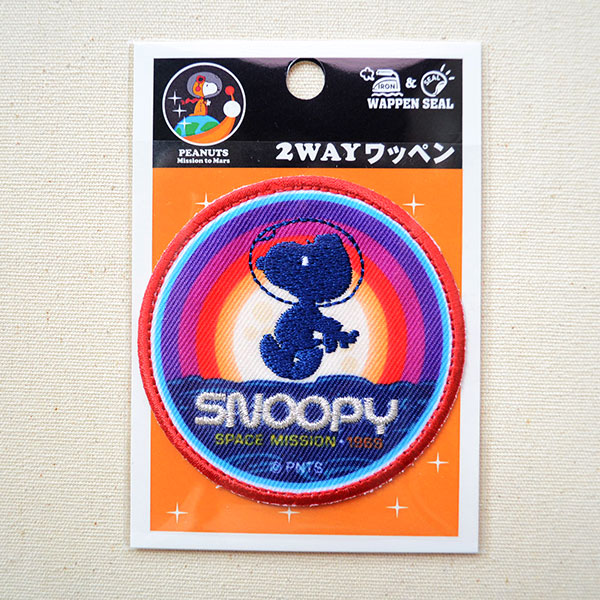 PEANUTS
Mission to Mars
IRON & SEAL
WAPPEN SEAL
2WAYワッペン
SNOOPY
SPACE MISSION・1969
© PNTS